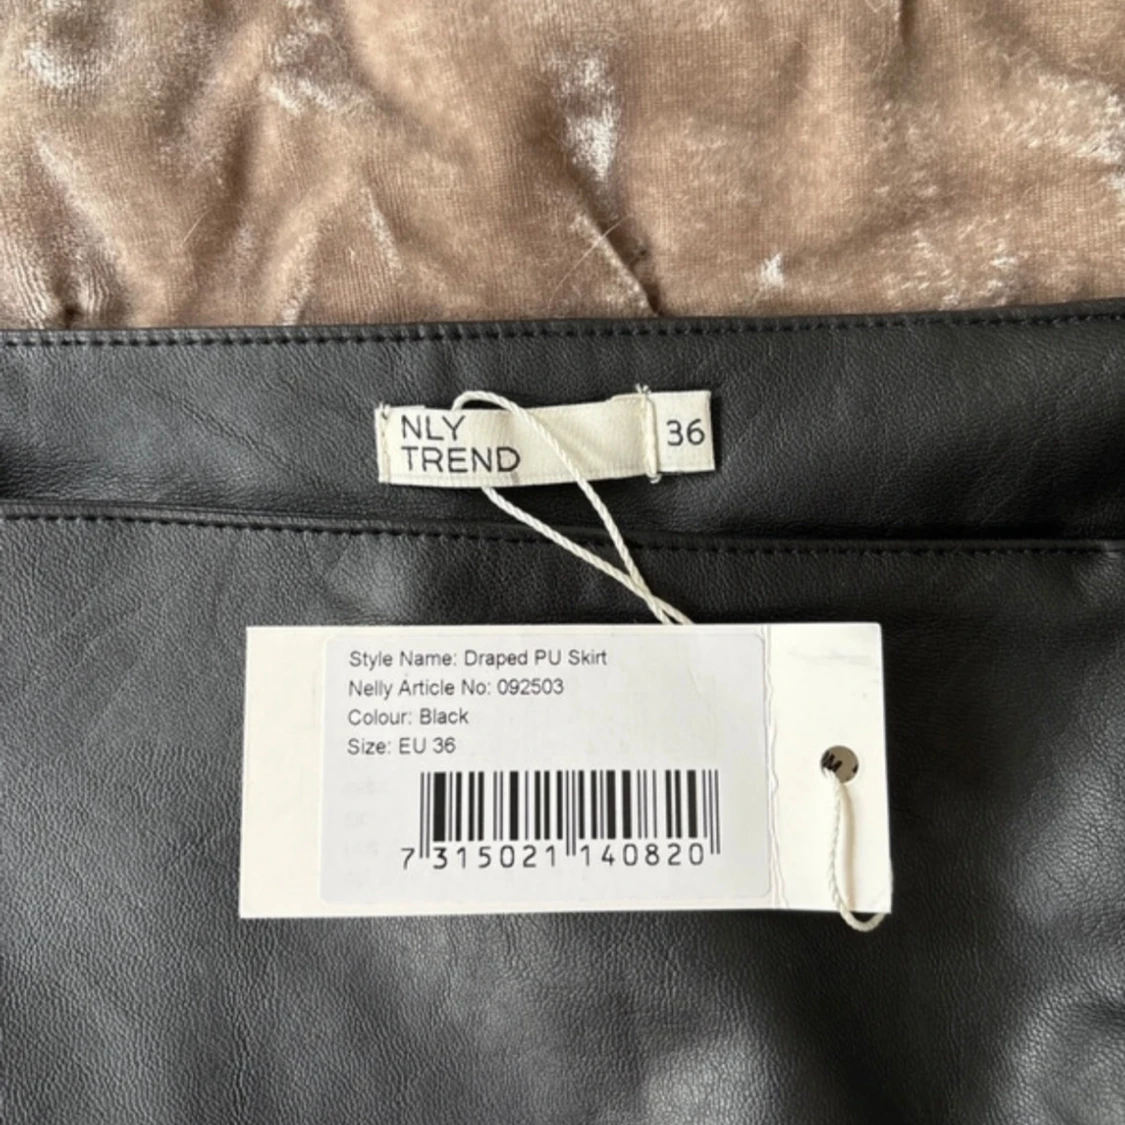 NLY
TREND
36
Style Name: Draped PU Skirt
Nelly Article No: 092503
Colour: Black
Size: EU 36
7 315021 140820